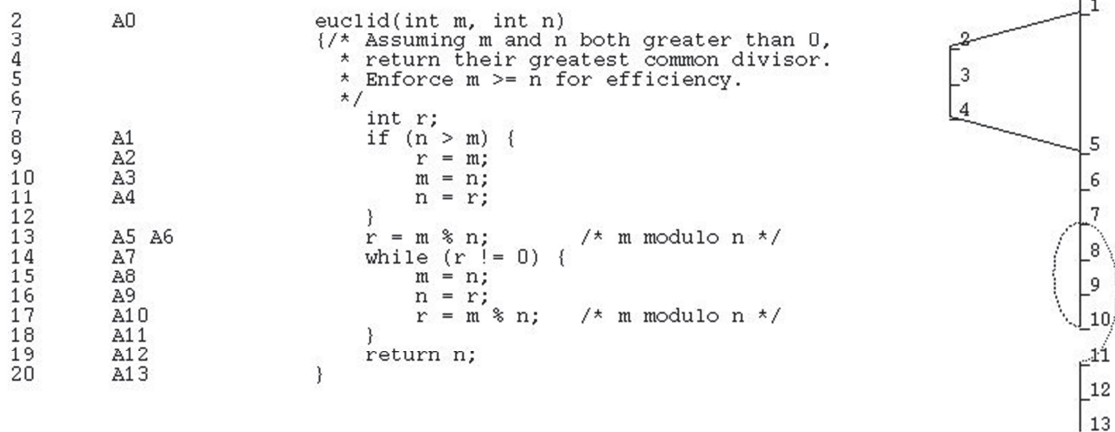 2 A0 euclid(int m, int n)
3 {/* Assuming m and n both greater than 0,
4 * return their greatest common divisor.
5 * Enforce m >= n for efficiency.
6 */
7 int r;
8 A1 if (n > m) {
9 A2 r = m;
10 A3 m = n;
11 A4 n = r;
12 }
13 A5 A6 r = m % n; /* m modulo n */
14 A7 while (r != 0) {
15 A8 m = n;
16 A9 n = r;
17 A10 r = m % n; /* m modulo n */
18 A11 }
19 A12 return n;
20 A13 }
1
2
3
4
5
6
7
8
9
10
11
12
13